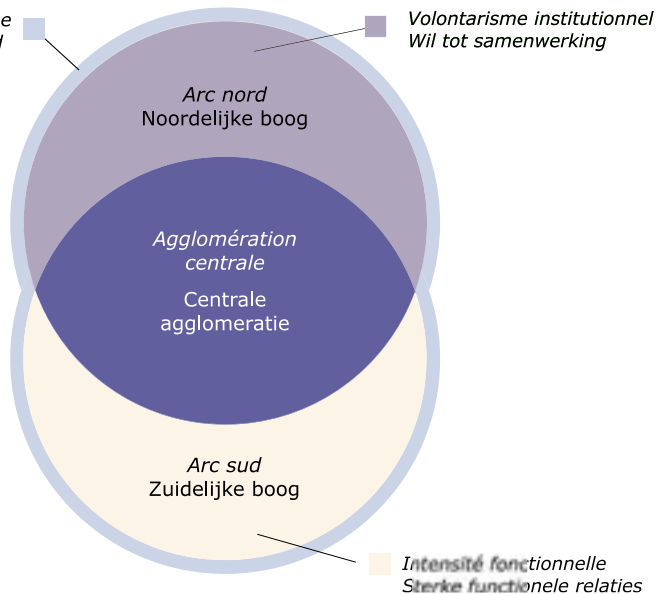 e
Volontarisme institutionnel
Wil tot samenwerking
Arc nord
Noordelijke boog
Agglomération
centrale
Centrale
agglomeratie
Arc sud
Zuidelijke boog
Intensité fonctionnelle
Sterke functionele relaties